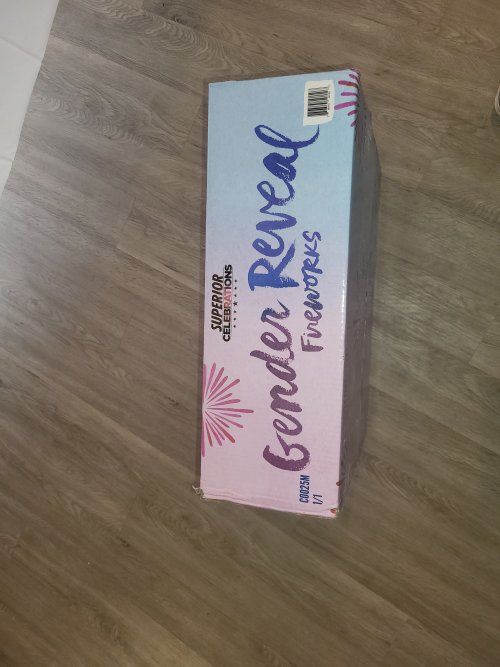 SUPERIOR
CELEBRATIONS
Gender Reveal
FIREWORKS
C0025M
1/1